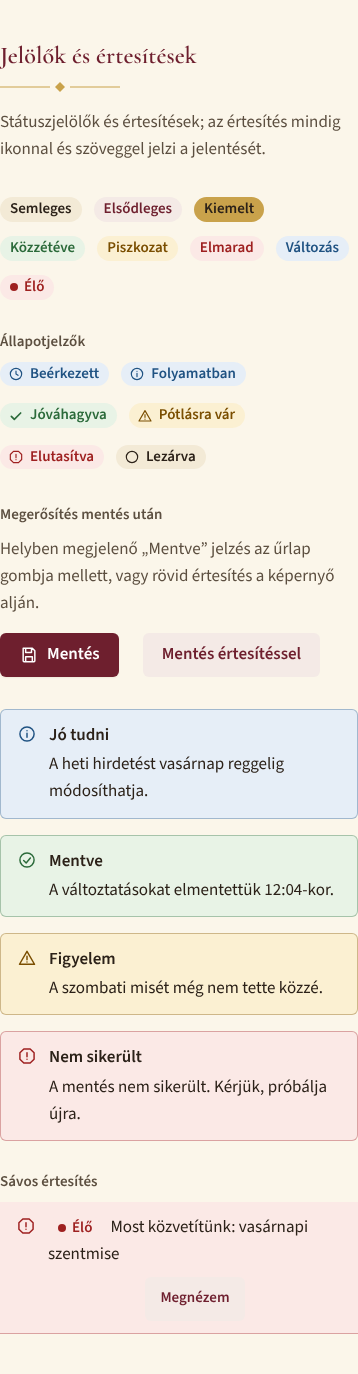 Jelölők és értesítések
Státuszjelölők és értesítések; az értesítés mindig
ikonnal és szöveggel jelzi a jelentését.
Semleges Elsődleges Kiemelt
Közzétéve Piszkozat Elmarad Változás
Élő
Állapotjelzők
Beérkezett Folyamatban
Jóváhagyva Pótlásra vár
Elutasítva Lezárva
Megerősítés mentés után
Helyben megjelenő „Mentve” jelzés az űrlap
gombja mellett, vagy rövid értesítés a képernyő
alján.
Mentés Mentés értesítéssel
Jó tudni
A heti hirdetést vasárnap reggelig
módosíthatja.
Mentve
A változtatásokat elmentettük 12:04-kor.
Figyelem
A szombati misét még nem tette közzé.
Nem sikerült
A mentés nem sikerült. Kérjük, próbálja
újra.
Sávos értesítés
Élő Most közvetítünk: vasárnapi
szentmise
Megnézem